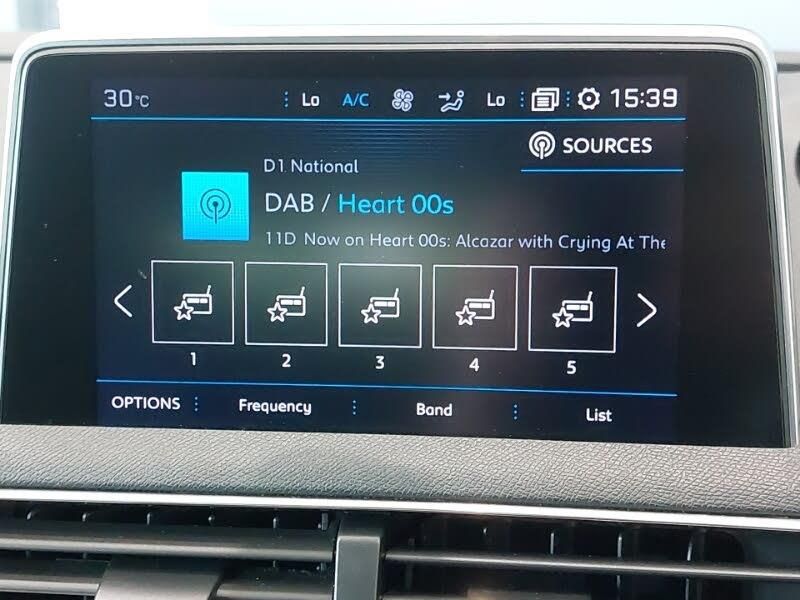 30°C Lo A/C Lo 15:39
SOURCES
D1 National
DAB / Heart 00s
11D Now on Heart 00s: Alcazar with Crying At The
1 2 3 4 5
OPTIONS Frequency Band List